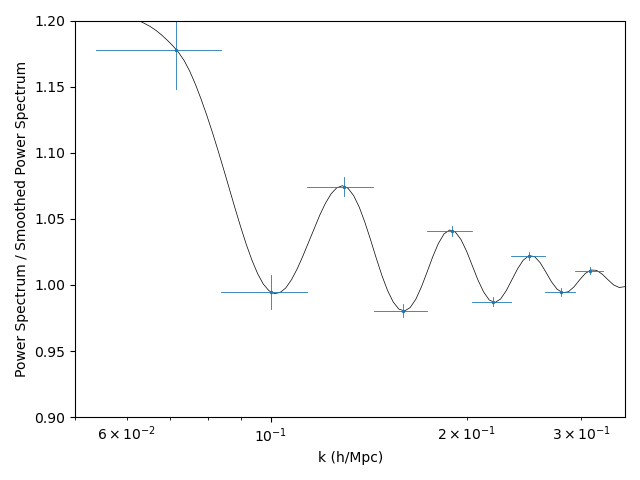 Power Spectrum / Smoothed Power Spectrum
1.20
1.15
1.10
1.05
1.00
0.95
0.90
6 × 10⁻² 10⁻¹ 2 × 10⁻¹ 3 × 10⁻¹
k (h/Mpc)